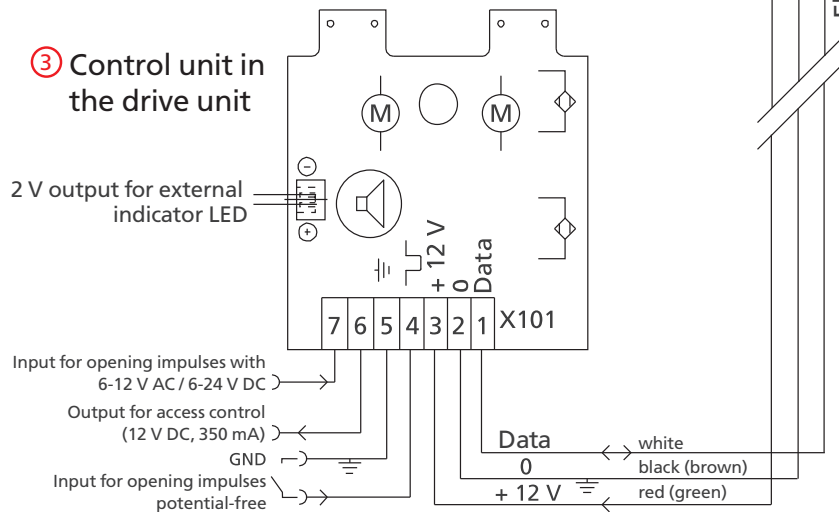 ③ Control unit in
the drive unit
M
M
2 V output for external
indicator LED
−
+
+ 12 V
0
Data
7 6 5 4 3 2 1 X101
Input for opening impulses with
6-12 V AC / 6-24 V DC
Output for access control
(12 V DC, 350 mA)
GND
Input for opening impulses
potential-free
Data white
0 black (brown)
+ 12 V red (green)